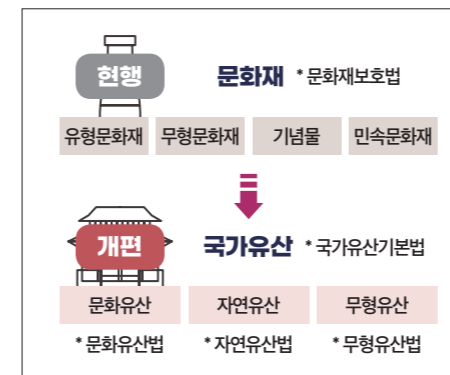 현행 문화재 * 문화재보호법
유형문화재 무형문화재 기념물 민속문화재
개편 국가유산 * 국가유산기본법
문화유산 자연유산 무형유산
* 문화유산법 * 자연유산법 * 무형유산법